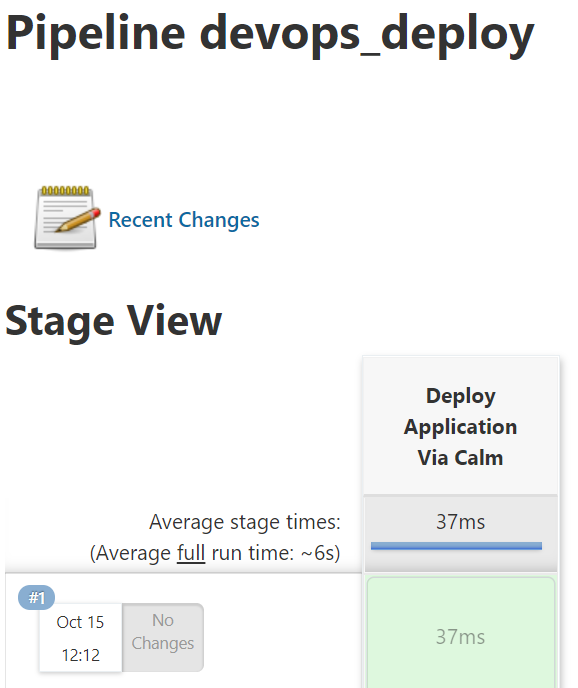 Pipeline devops_deploy
Recent Changes
Stage View
Deploy
Application
Via Calm
Average stage times:
(Average full run time: ~6s)
37ms
#1
Oct 15
12:12
No
Changes
37ms